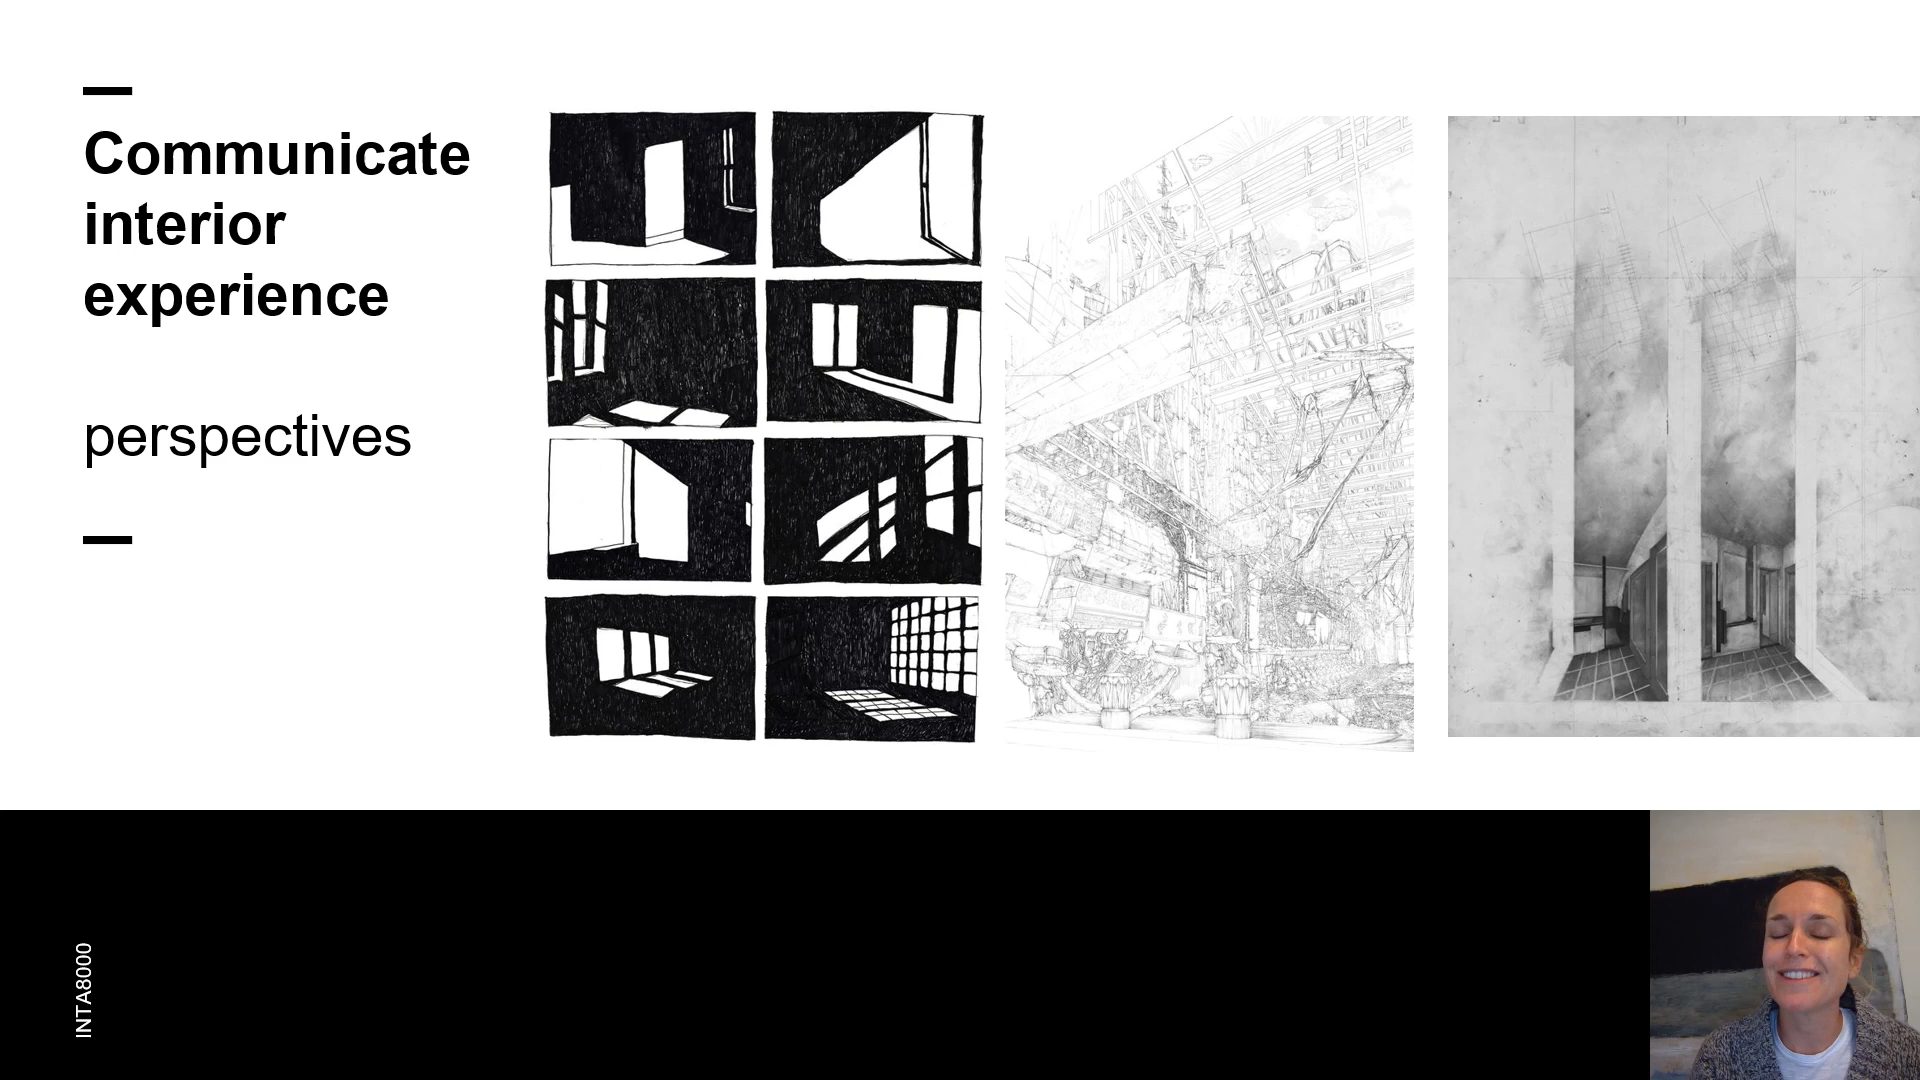 Communicate
interior
experience
perspectives
INTA8000